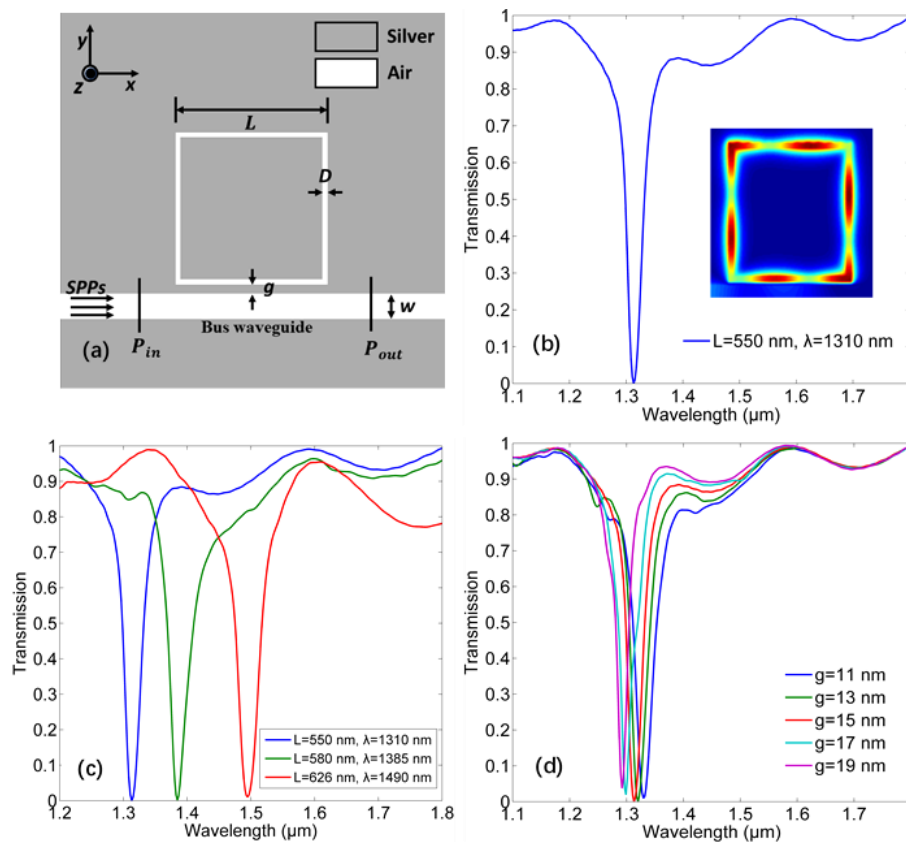 y
x
z
Silver
Air
L
D
g
SPPs
w
Bus waveguide
(a)
P_in
P_out
1
0.9
0.8
0.7
0.6
0.5
0.4
0.3
0.2
0.1
0
Transmission
(b)
L=550 nm, λ=1310 nm
1.1 1.2 1.3 1.4 1.5 1.6 1.7
Wavelength (µm)
1
0.9
0.8
0.7
0.6
0.5
0.4
0.3
0.2
0.1
0
Transmission
(c)
L=550 nm, λ=1310 nm
L=580 nm, λ=1385 nm
L=626 nm, λ=1490 nm
1.2 1.3 1.4 1.5 1.6 1.7 1.8
Wavelength (µm)
1
0.9
0.8
0.7
0.6
0.5
0.4
0.3
0.2
0.1
0
Transmission
g=11 nm
g=13 nm
g=15 nm
g=17 nm
g=19 nm
(d)
1.1 1.2 1.3 1.4 1.5 1.6 1.7
Wavelength (µm)